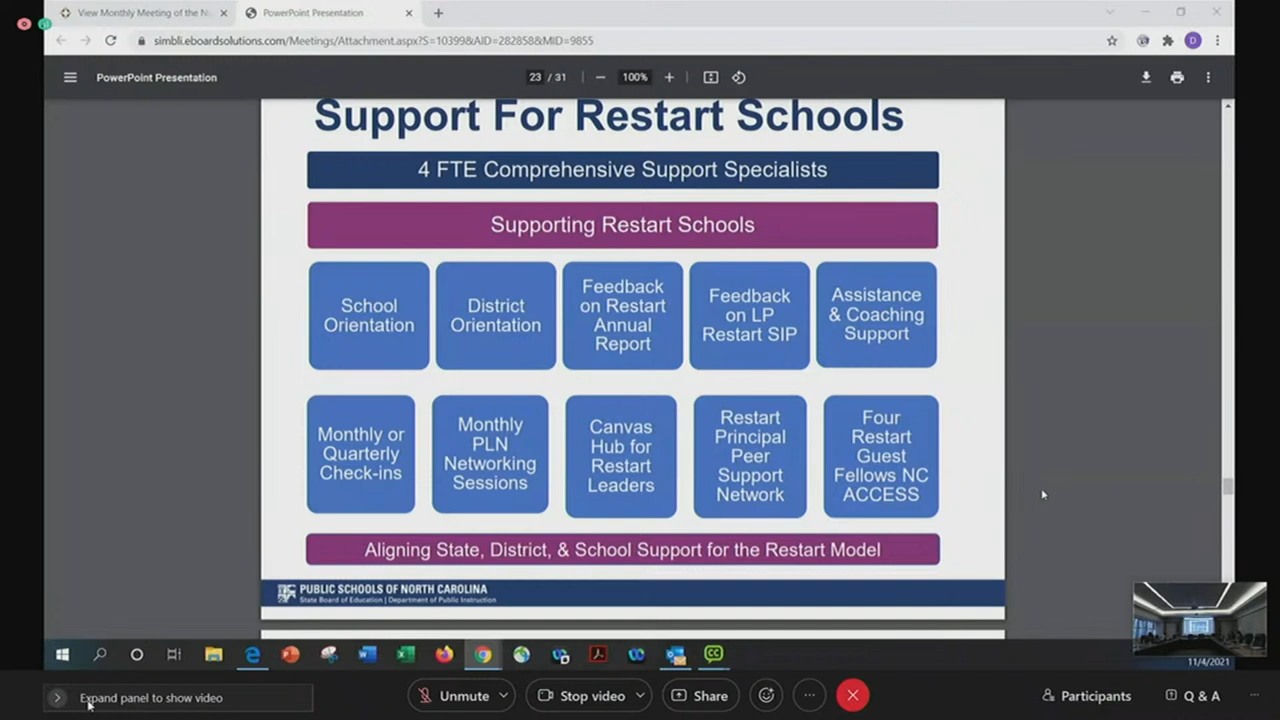 View Monthly Meeting of the N
PowerPoint Presentation
simbli.eboardsolutions.com/Meetings/Attachment.aspx?S=10399&AID=282858&MID=9855
D
PowerPoint Presentation
23 / 31
100%
Support For Restart Schools
4 FTE Comprehensive Support Specialists
Supporting Restart Schools
School
Orientation
District
Orientation
Feedback
on Restart
Annual
Report
Feedback
on LP
Restart SIP
Assistance
& Coaching
Support
Monthly or
Quarterly
Check-ins
Monthly
PLN
Networking
Sessions
Canvas
Hub for
Restart
Leaders
Restart
Principal
Peer
Support
Network
Four
Restart
Guest
Fellows NC
ACCESS
Aligning State, District, & School Support for the Restart Model
PUBLIC SCHOOLS OF NORTH CAROLINA
State Board of Education | Department of Public Instruction
11/4/2021
Expand panel to show video
Unmute
Stop video
Share
Participants
Q & A